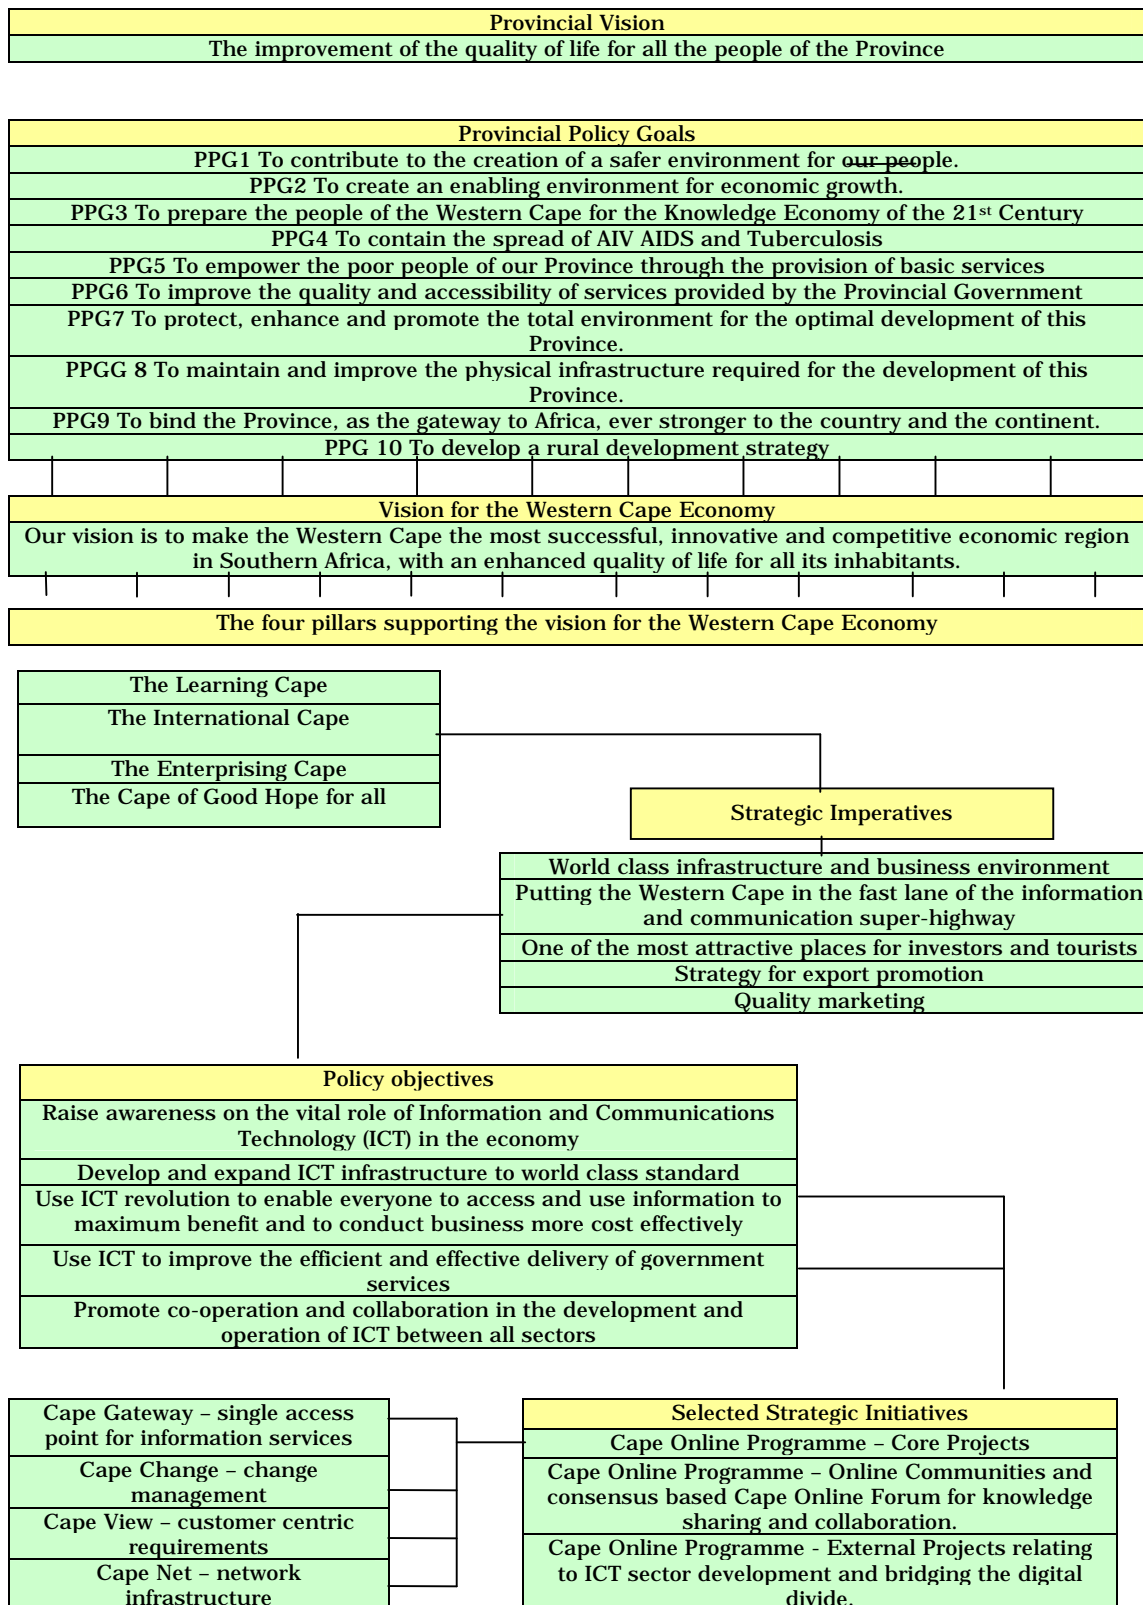 Provincial Vision
The improvement of the quality of life for all the people of the Province
Provincial Policy Goals
PPG1 To contribute to the creation of a safer environment for our people.
PPG2 To create an enabling environment for economic growth.
PPG3 To prepare the people of the Western Cape for the Knowledge Economy of the 21st Century
PPG4 To contain the spread of AIV AIDS and Tuberculosis
PPG5 To empower the poor people of our Province through the provision of basic services
PPG6 To improve the quality and accessibility of services provided by the Provincial Government
PPG7 To protect, enhance and promote the total environment for the optimal development of this
Province.
PPGG 8 To maintain and improve the physical infrastructure required for the development of this
Province.
PPG9 To bind the Province, as the gateway to Africa, ever stronger to the country and the continent.
PPG 10 To develop a rural development strategy
Vision for the Western Cape Economy
Our vision is to make the Western Cape the most successful, innovative and competitive economic region
in Southern Africa, with an enhanced quality of life for all its inhabitants.
The four pillars supporting the vision for the Western Cape Economy
The Learning Cape
The International Cape
The Enterprising Cape
The Cape of Good Hope for all
Strategic Imperatives
World class infrastructure and business environment
Putting the Western Cape in the fast lane of the information
and communication super-highway
One of the most attractive places for investors and tourists
Strategy for export promotion
Quality marketing
Policy objectives
Raise awareness on the vital role of Information and Communications
Technology (ICT) in the economy
Develop and expand ICT infrastructure to world class standard
Use ICT revolution to enable everyone to access and use information to
maximum benefit and to conduct business more cost effectively
Use ICT to improve the efficient and effective delivery of government
services
Promote co-operation and collaboration in the development and
operation of ICT between all sectors
Cape Gateway – single access
point for information services
Cape Change – change
management
Cape View – customer centric
requirements
Cape Net – network
infrastructure
Selected Strategic Initiatives
Cape Online Programme – Core Projects
Cape Online Programme – Online Communities and
consensus based Cape Online Forum for knowledge
sharing and collaboration.
Cape Online Programme - External Projects relating
to ICT sector development and bridging the digital
divide.